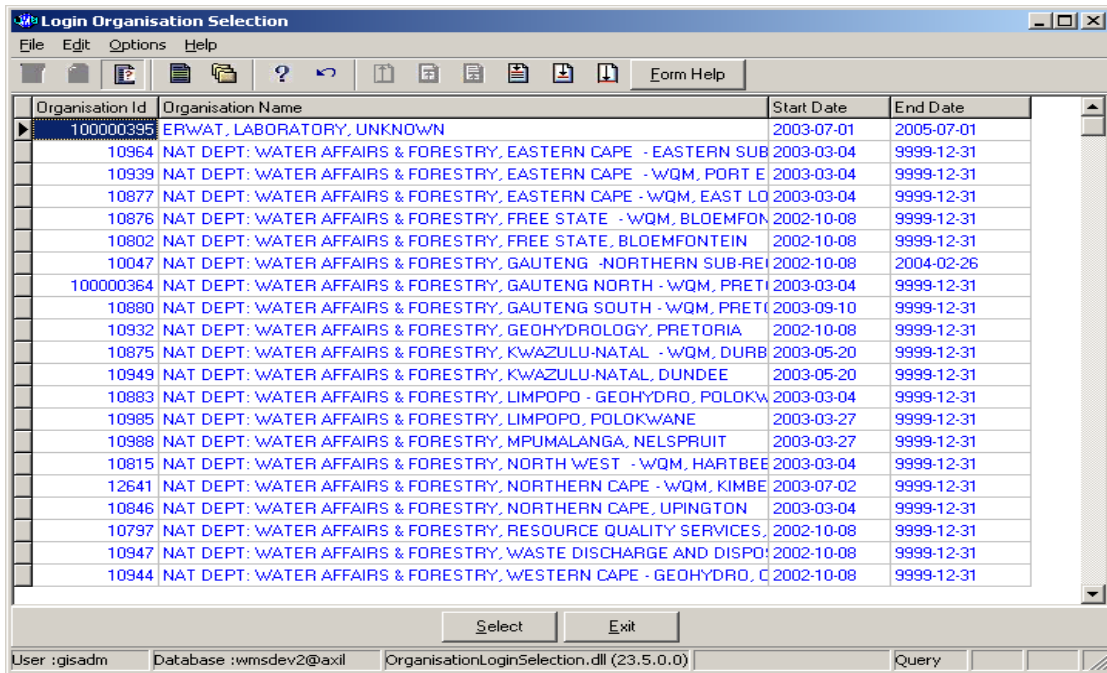 Login Organisation Selection
File Edit Options Help
Form Help
Organisation Id Organisation Name Start Date End Date
100000395 ERWAT, LABORATORY, UNKNOWN 2003-07-01 2005-07-01
10964 NAT DEPT: WATER AFFAIRS & FORESTRY, EASTERN CAPE - EASTERN SUB 2003-03-04 9999-12-31
10939 NAT DEPT: WATER AFFAIRS & FORESTRY, EASTERN CAPE - WQM, PORT E 2003-03-04 9999-12-31
10877 NAT DEPT: WATER AFFAIRS & FORESTRY, EASTERN CAPE - WQM, EAST LO 2003-03-04 9999-12-31
10876 NAT DEPT: WATER AFFAIRS & FORESTRY, FREE STATE - WQM, BLOEMFON 2002-10-08 9999-12-31
10802 NAT DEPT: WATER AFFAIRS & FORESTRY, FREE STATE, BLOEMFONTEIN 2002-10-08 9999-12-31
10047 NAT DEPT: WATER AFFAIRS & FORESTRY, GAUTENG -NORTHERN SUB-RE 2002-10-08 2004-02-26
100000364 NAT DEPT: WATER AFFAIRS & FORESTRY, GAUTENG NORTH - WQM, PRET 2003-03-04 9999-12-31
10880 NAT DEPT: WATER AFFAIRS & FORESTRY, GAUTENG SOUTH - WQM, PRET 2003-09-10 9999-12-31
10932 NAT DEPT: WATER AFFAIRS & FORESTRY, GEOHYDROLOGY, PRETORIA 2002-10-08 9999-12-31
10875 NAT DEPT: WATER AFFAIRS & FORESTRY, KWAZULU-NATAL - WQM, DURB 2003-05-20 9999-12-31
10949 NAT DEPT: WATER AFFAIRS & FORESTRY, KWAZULU-NATAL, DUNDEE 2003-05-20 9999-12-31
10883 NAT DEPT: WATER AFFAIRS & FORESTRY, LIMPOPO - GEOHYDRO, POLOKW 2003-03-04 9999-12-31
10985 NAT DEPT: WATER AFFAIRS & FORESTRY, LIMPOPO, POLOKWANE 2003-03-27 9999-12-31
10988 NAT DEPT: WATER AFFAIRS & FORESTRY, MPUMALANGA, NELSPRUIT 2003-03-27 9999-12-31
10815 NAT DEPT: WATER AFFAIRS & FORESTRY, NORTH WEST - WQM, HARTBEE 2003-03-04 9999-12-31
12641 NAT DEPT: WATER AFFAIRS & FORESTRY, NORTHERN CAPE - WQM, KIMBE 2003-07-02 9999-12-31
10846 NAT DEPT: WATER AFFAIRS & FORESTRY, NORTHERN CAPE, UPINGTON 2003-03-04 9999-12-31
10797 NAT DEPT: WATER AFFAIRS & FORESTRY, RESOURCE QUALITY SERVICES, 2002-10-08 9999-12-31
10947 NAT DEPT: WATER AFFAIRS & FORESTRY, WASTE DISCHARGE AND DISPO 2002-10-08 9999-12-31
10944 NAT DEPT: WATER AFFAIRS & FORESTRY, WESTERN CAPE - GEOHYDRO, C 2002-10-08 9999-12-31
Select Exit
User :gisadm Database :wmsdev2@axil OrganisationLoginSelection.dll (23.5.0.0) Query